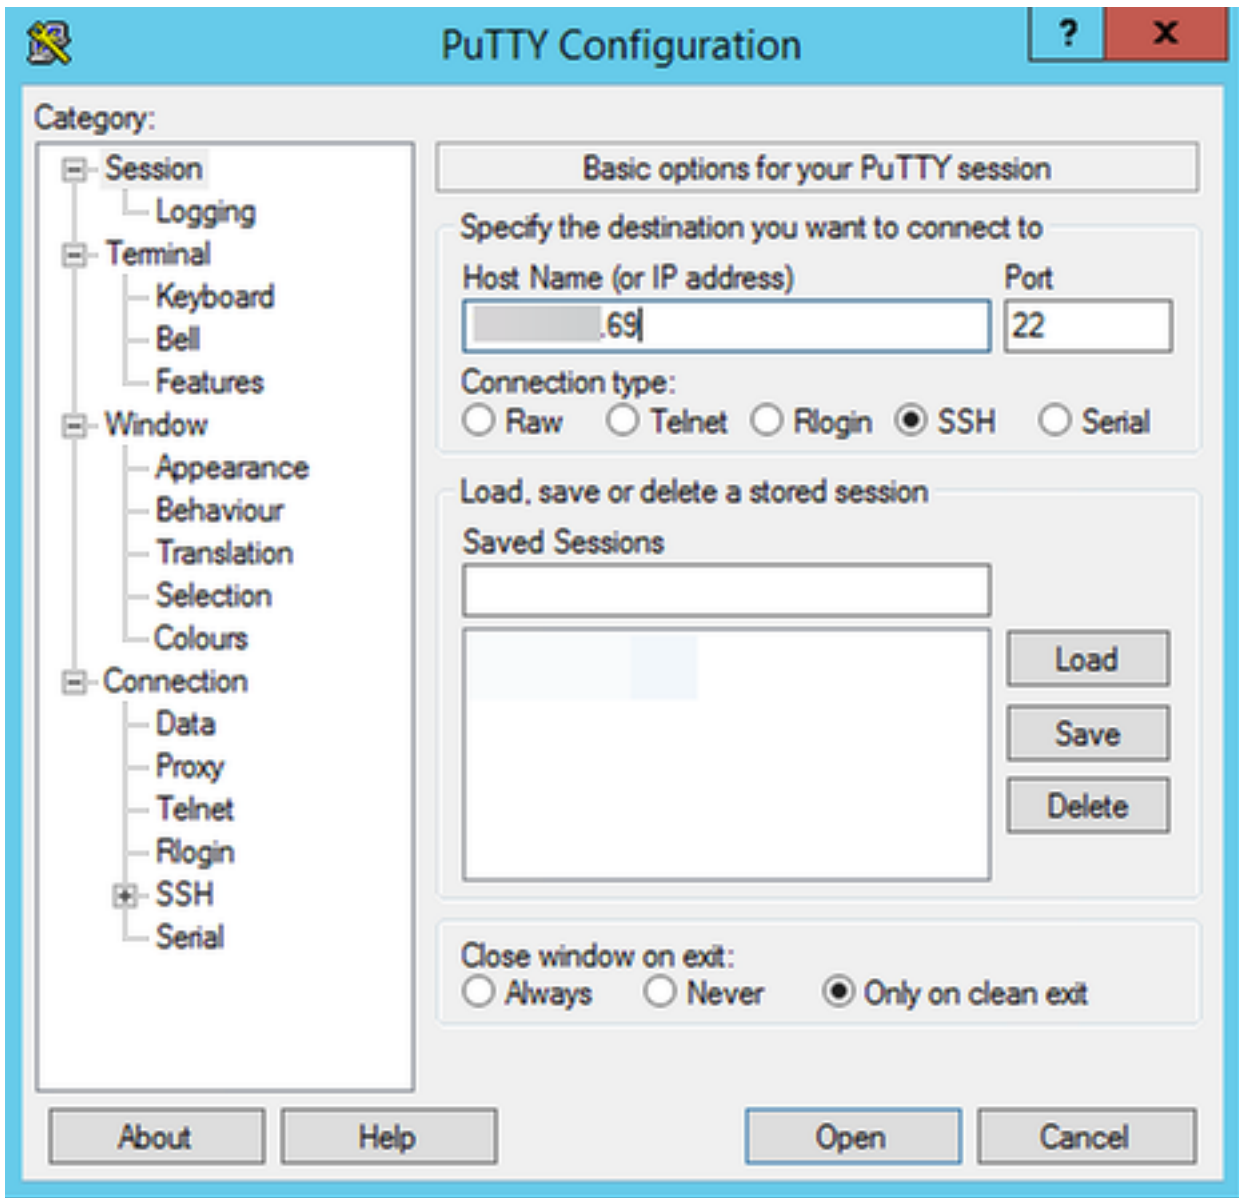 PuTTY Configuration
?
x
Category:
Session
Logging
Terminal
Keyboard
Bell
Features
Window
Appearance
Behaviour
Translation
Selection
Colours
Connection
Data
Proxy
Telnet
Rlogin
SSH
Serial
Basic options for your PuTTY session
Specify the destination you want to connect to
Host Name (or IP address) Port
.69 22
Connection type:
Raw Telnet Rlogin SSH Serial
Load, save or delete a stored session
Saved Sessions
Load
Save
Delete
Close window on exit:
Always Never Only on clean exit
About Help Open Cancel